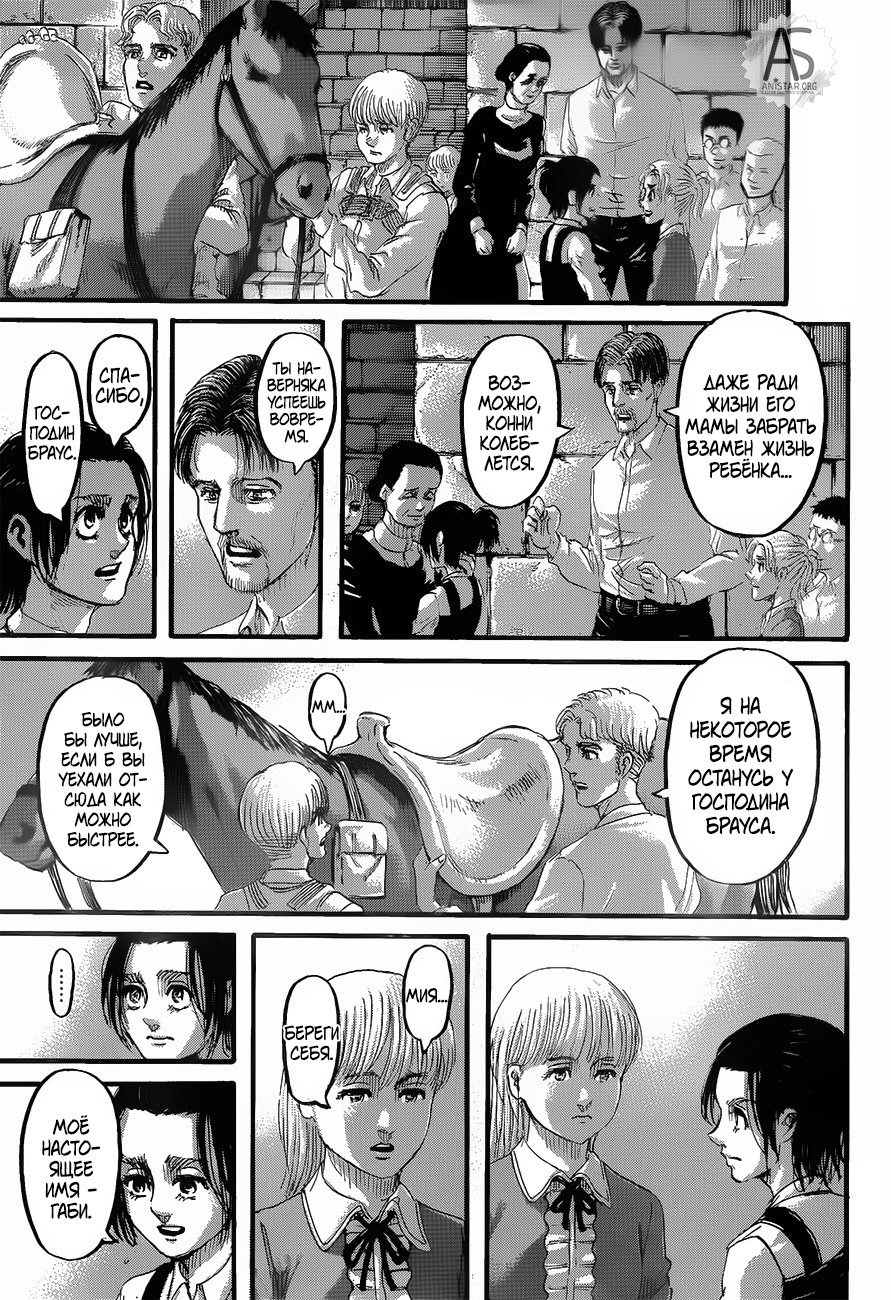 AS
ANISTAR.ORG
ДАЖЕ РАДИ
ЖИЗНИ ЕГО
МАМЫ ЗАБРАТЬ
ВЗАМЕН ЖИЗНЬ
РЕБЁНКА...
ВОЗ-
МОЖНО,
КОННИ
КОЛЕБ-
ЛЕТСЯ.
ТЫ НА-
ВЕРНЯКА
УСПЕЕШЬ
ВОВРЕ-
МЯ.
СПА-
СИБО,
ГОС-
ПОДИН
БРАУС.
Я НА
НЕКОТОРОЕ
ВРЕМЯ
ОСТАНУСЬ У
ГОСПОДИНА
БРАУСА.
ММ...
БЫЛО
БЫ ЛУЧШЕ,
ЕСЛИ Б ВЫ
УЕХАЛИ ОТ-
СЮДА КАК
МОЖНО
БЫСТРЕЕ.
МИЯ...
БЕРЕГИ
СЕБЯ.
......
МОЁ
НАСТО-
ЯЩЕЕ
ИМЯ -
ГАБИ.